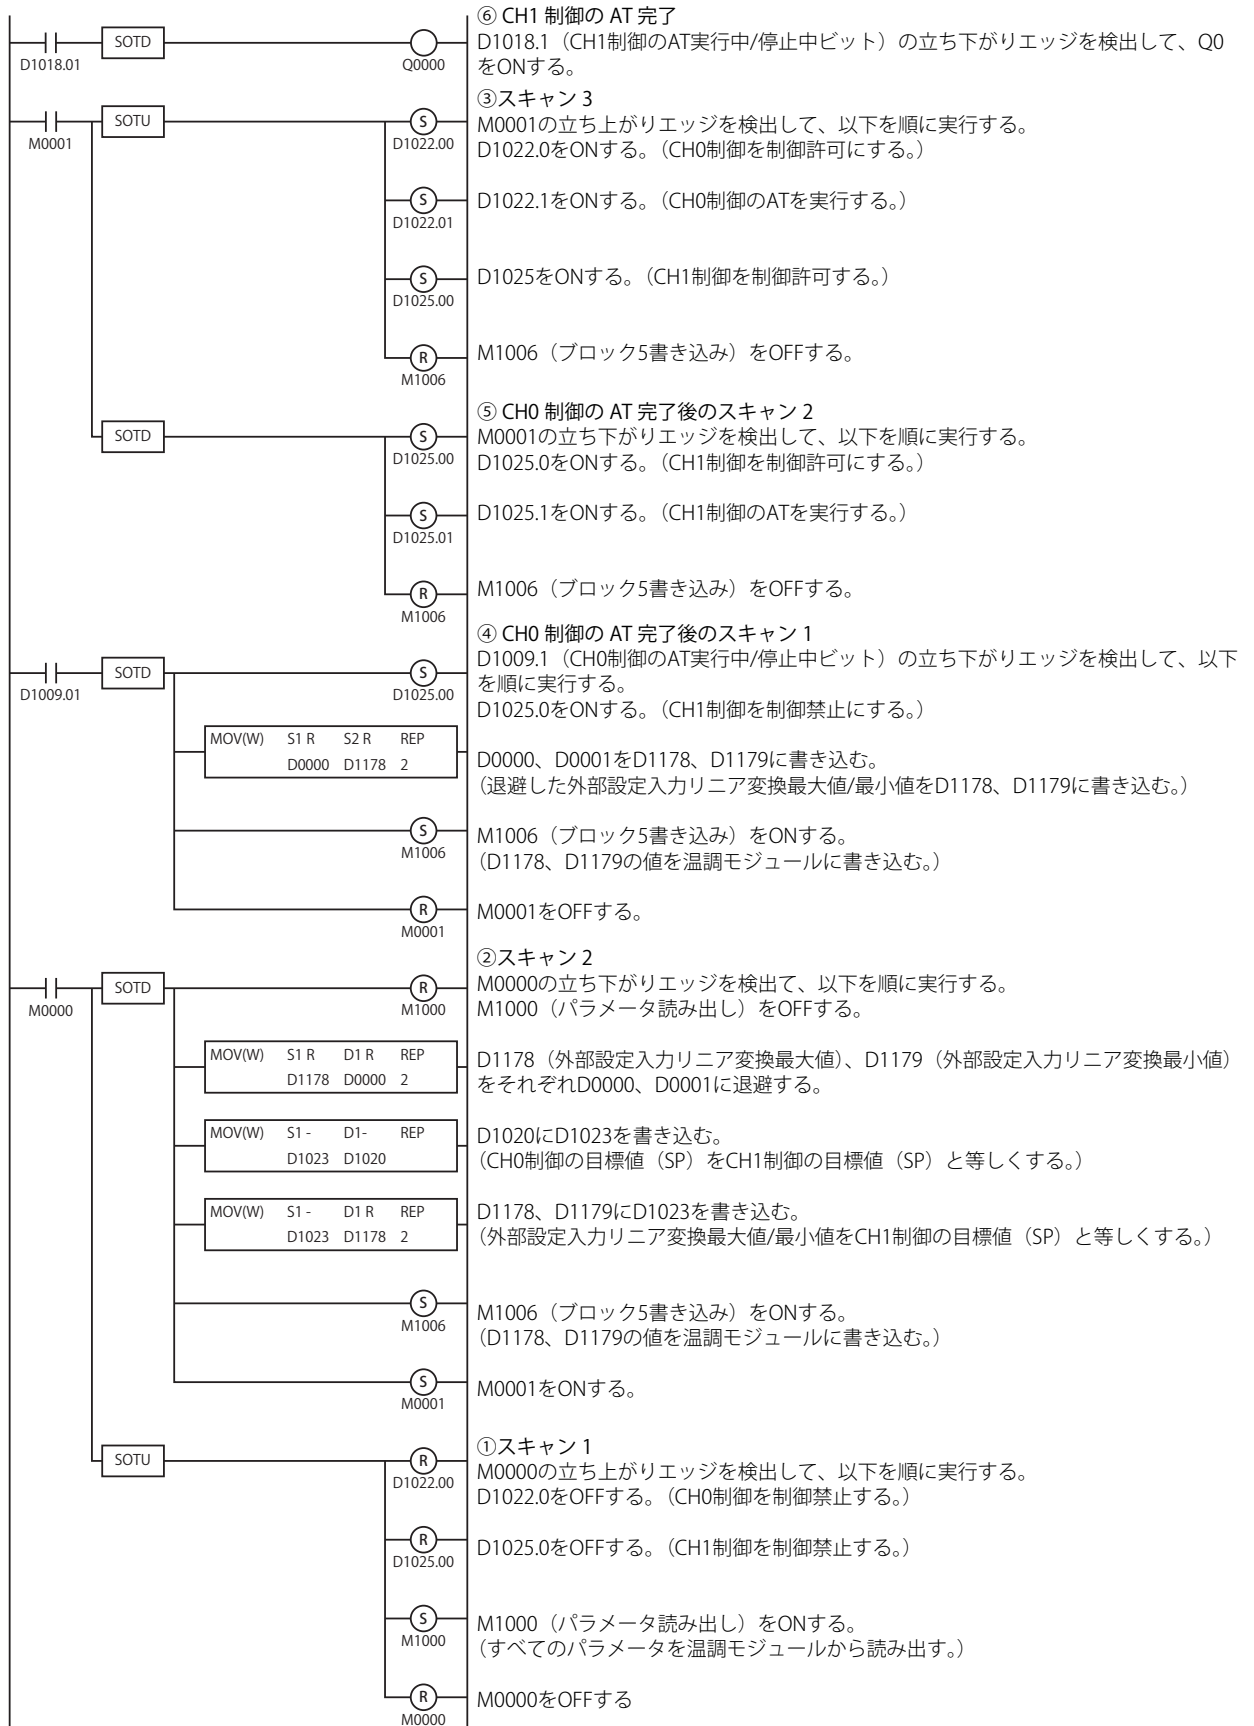 ⑥ CH1 制御の AT 完了
SOTD
D1018.1（CH1制御のAT実行中/停止中ビット）の立ち下がりエッジを検出して、Q0
D1018.01
Q0000
をONする。
③スキャン 3
SOTU
S
M0001の立ち上がりエッジを検出して、以下を順に実行する。
M0001
D1022.00
D1022.0をONする。（CH0制御を制御許可にする。）
S
D1022.1をONする。（CH0制御のATを実行する。）
D1022.01
S
D1025をONする。（CH1制御を制御許可する。）
D1025.00
R
M1006（ブロック5書き込み）をOFFする。
M1006
⑤ CH0 制御の AT 完了後のスキャン 2
SOTD
S
M0001の立ち下がりエッジを検出して、以下を順に実行する。
D1025.00
D1025.0をONする。（CH1制御を制御許可にする。）
S
D1025.1をONする。（CH1制御のATを実行する。）
D1025.01
R
M1006（ブロック5書き込み）をOFFする。
M1006
④ CH0 制御の AT 完了後のスキャン 1
SOTD
S
D1009.1（CH0制御のAT実行中/停止中ビット）の立ち下がりエッジを検出して、以下
D1009.01
D1025.00
を順に実行する。
D1025.0をONする。（CH1制御を制御禁止にする。）
MOV(W) S1 R S2 R REP
D0000 D1178 2
D0000、D0001をD1178、D1179に書き込む。
（退避した外部設定入力リニア変換最大値/最小値をD1178、D1179に書き込む。）
S
M1006（ブロック5書き込み）をONする。
M1006
（D1178、D1179の値を温調モジュールに書き込む。）
R
M0001をOFFする。
M0001
②スキャン 2
SOTD
R
M0000の立ち下がりエッジを検出て、以下を順に実行する。
M0000
M1000
M1000（パラメータ読み出し）をOFFする。
MOV(W) S1 R D1 R REP
D1178 D0000 2
D1178（外部設定入力リニア変換最大値）、D1179（外部設定入力リニア変換最小値）
をそれぞれD0000、D0001に退避する。
MOV(W) S1 - D1- REP
D1023 D1020
D1020にD1023を書き込む。
（CH0制御の目標値（SP）をCH1制御の目標値（SP）と等しくする。）
MOV(W) S1 - D1 R REP
D1023 D1178 2
D1178、D1179にD1023を書き込む。
（外部設定入力リニア変換最大値/最小値をCH1制御の目標値（SP）と等しくする。）
S
M1006（ブロック5書き込み）をONする。
M1006
（D1178、D1179の値を温調モジュールに書き込む。）
S
M0001をONする。
M0001
①スキャン 1
SOTU
R
M0000の立ち上がりエッジを検出して、以下を順に実行する。
D1022.00
D1022.0をOFFする。（CH0制御を制御禁止する。）
R
D1025.0をOFFする。（CH1制御を制御禁止する。）
D1025.00
S
M1000（パラメータ読み出し）をONする。
M1000
（すべてのパラメータを温調モジュールから読み出す。）
R
M0000をOFFする
M0000